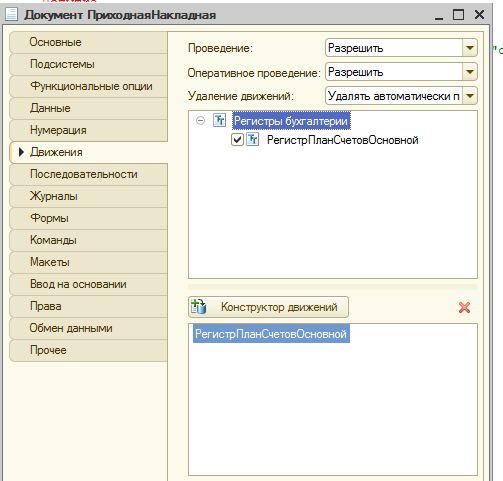 Документ ПриходнаяНакладная
Основные
Подсистемы
Функциональные опции
Данные
Нумерация
Движения
Последовательности
Журналы
Формы
Команды
Макеты
Ввод на основании
Права
Обмен данными
Прочее
Проведение: Разрешить
Оперативное проведение: Разрешить
Удаление движений: Удалять автоматически п
Регистры бухгалтерии
РегистрПланСчетовОсновной
Конструктор движений
РегистрПланСчетовОсновной